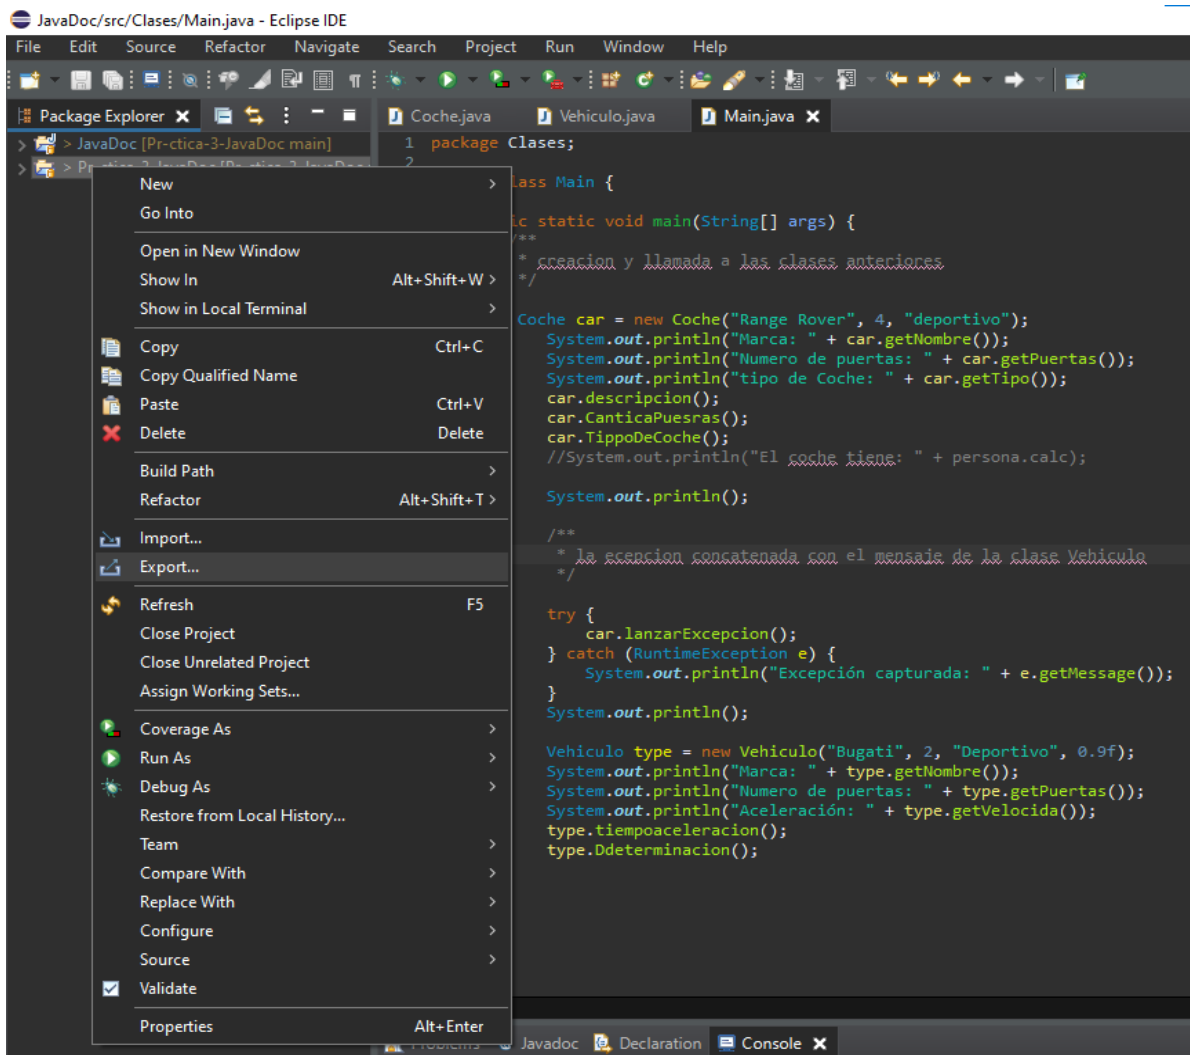 JavaDoc/src/Clases/Main.java - Eclipse IDE
File Edit Source Refactor Navigate Search Project Run Window Help
Package Explorer
Coche.java Vehiculo.java Main.java
> JavaDoc [Pr-ctica-3-JavaDoc main]
New
Go Into
Open in New Window
Show In Alt+Shift+W >
Show in Local Terminal
Copy Ctrl+C
Copy Qualified Name
Paste Ctrl+V
Delete Delete
Build Path
Refactor Alt+Shift+T >
Import...
Export...
Refresh F5
Close Project
Close Unrelated Project
Assign Working Sets...
Coverage As
Run As
Debug As
Restore from Local History...
Team
Compare With
Replace With
Configure
Source
Validate
Properties Alt+Enter
1 package Clases;
2
lass Main {
ic static void main(String[] args) {
/**
* creacion y llamada a las clases anteriores
*/
Coche car = new Coche("Range Rover", 4, "deportivo");
System.out.println("Marca: " + car.getNombre());
System.out.println("Numero de puertas: " + car.getPuertas());
System.out.println("tipo de Coche: " + car.getTipo());
car.descripcion();
car.CanticaPuesras();
car.TippoDeCoche();
//System.out.println("El coche tiene: " + persona.calc);
System.out.println();
/**
* la ecepcion concatenada con el mensaje de la clase Vehiculo
*/
try {
car.lanzarExcepcion();
} catch (RuntimeException e) {
System.out.println("Excepción capturada: " + e.getMessage());
}
System.out.println();
Vehiculo type = new Vehiculo("Bugati", 2, "Deportivo", 0.9f);
System.out.println("Marca: " + type.getNombre());
System.out.println("Numero de puertas: " + type.getPuertas());
System.out.println("Aceleración: " + type.getVelocida());
type.tiempoaceleracion();
type.Ddeterminacion();
Problems Javadoc Declaration Console